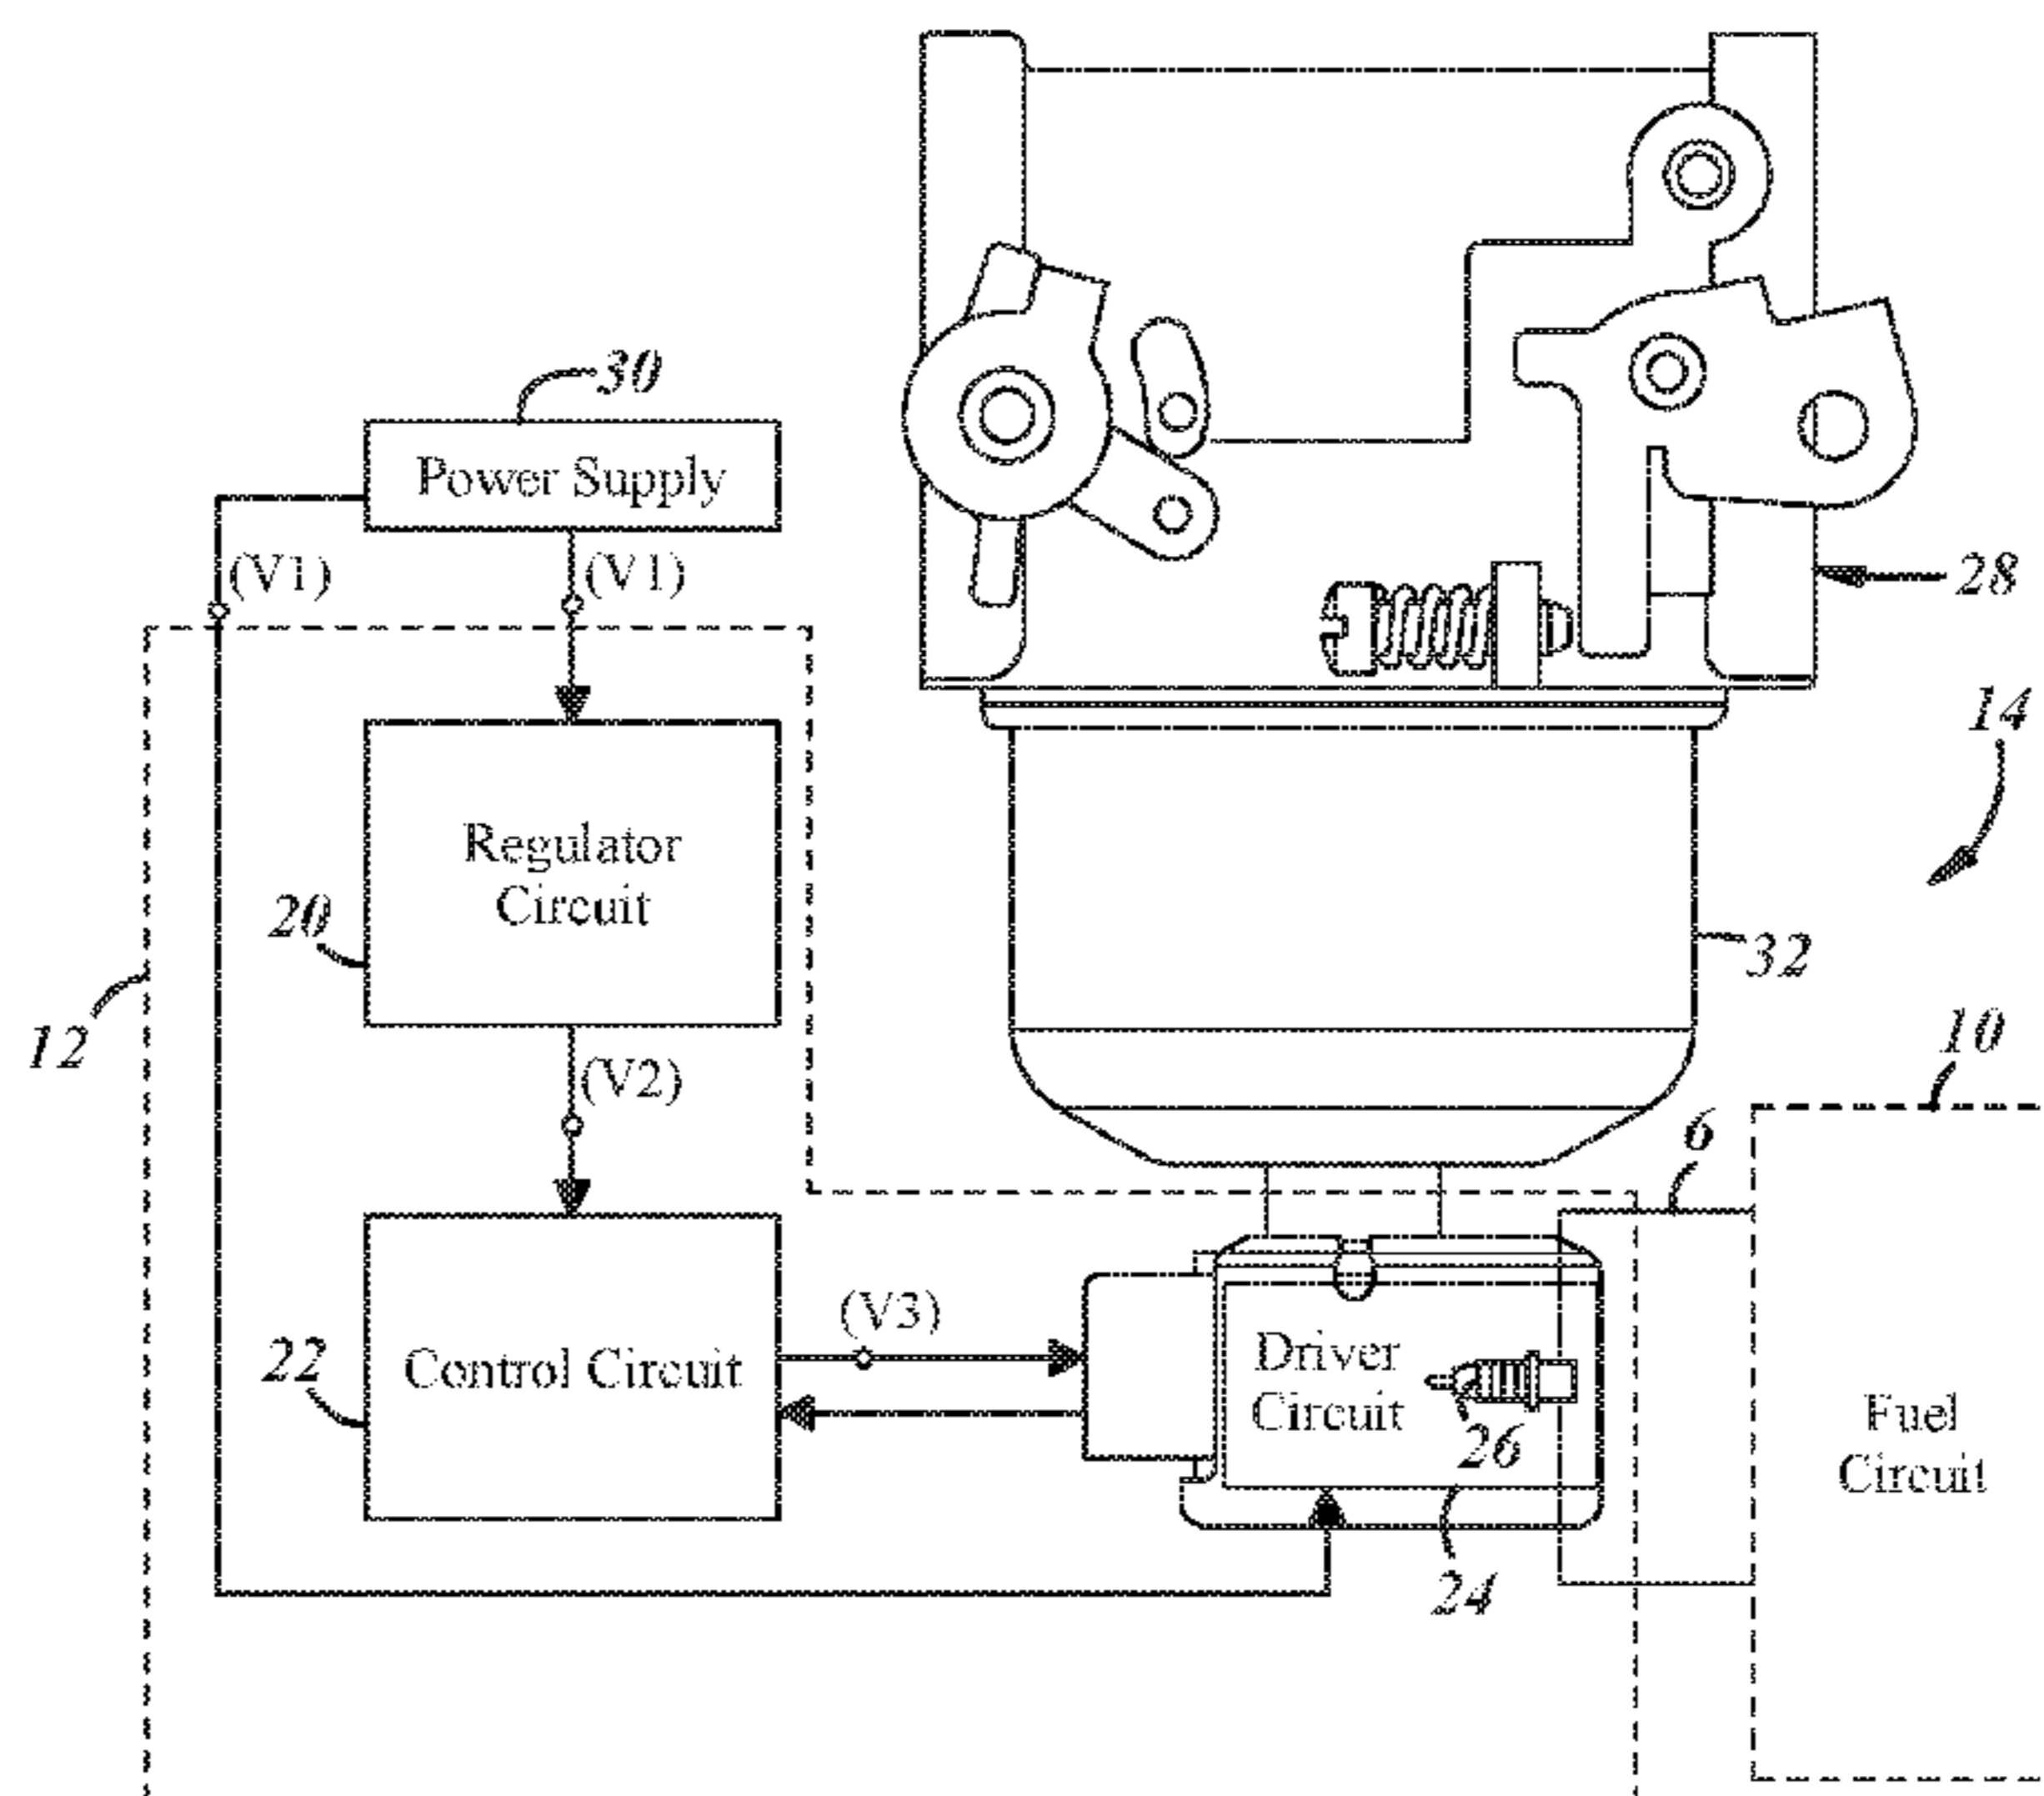 30
Power Supply
(V1)
(V1)
28
14
Regulator
Circuit
20
32
12
10
(V2)
6
(V3)
Driver
Circuit
22
Control Circuit
26
Fuel
Circuit
24